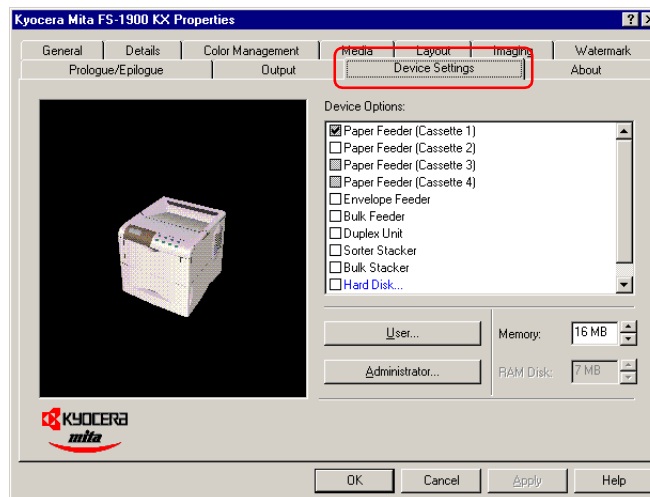 Kyocera Mita FS-1900 KX Properties
General Details Color Management Media Layout Imaging Watermark
Prologue/Epilogue Output Device Settings About
Device Options:
Paper Feeder (Cassette 1)
Paper Feeder (Cassette 2)
Paper Feeder (Cassette 3)
Paper Feeder (Cassette 4)
Envelope Feeder
Bulk Feeder
Duplex Unit
Sorter Stacker
Bulk Stacker
Hard Disk...
User... Memory: 16 MB
Administrator... RAM Disk: 7 MB
KYOCERA
mita
OK Cancel Apply Help